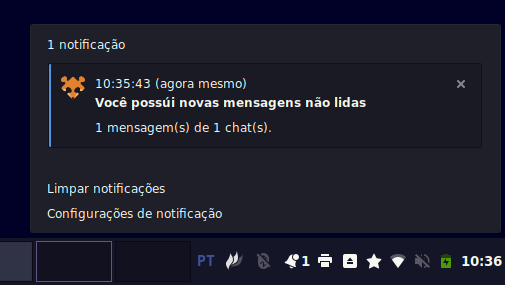 1 notificação
10:35:43 (agora mesmo)
Você possúi novas mensagens não lidas
1 mensagem(s) de 1 chat(s).
Limpar notificações
Configurações de notificação
PT 1 10:36